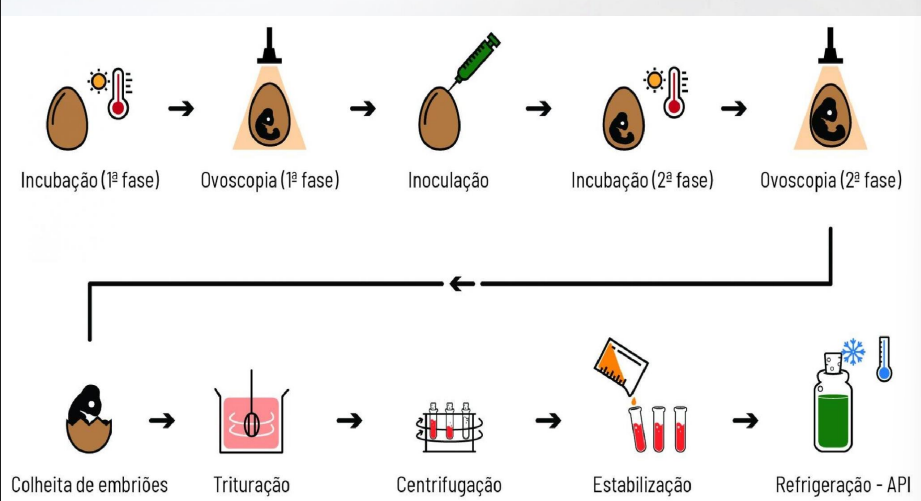 Incubação (1ª fase)
Ovoscopia (1ª fase)
Inoculação
Incubação (2ª fase)
Ovoscopia (2ª fase)
Colheita de embriões
Trituração
Centrifugação
Estabilização
Refrigeração - API